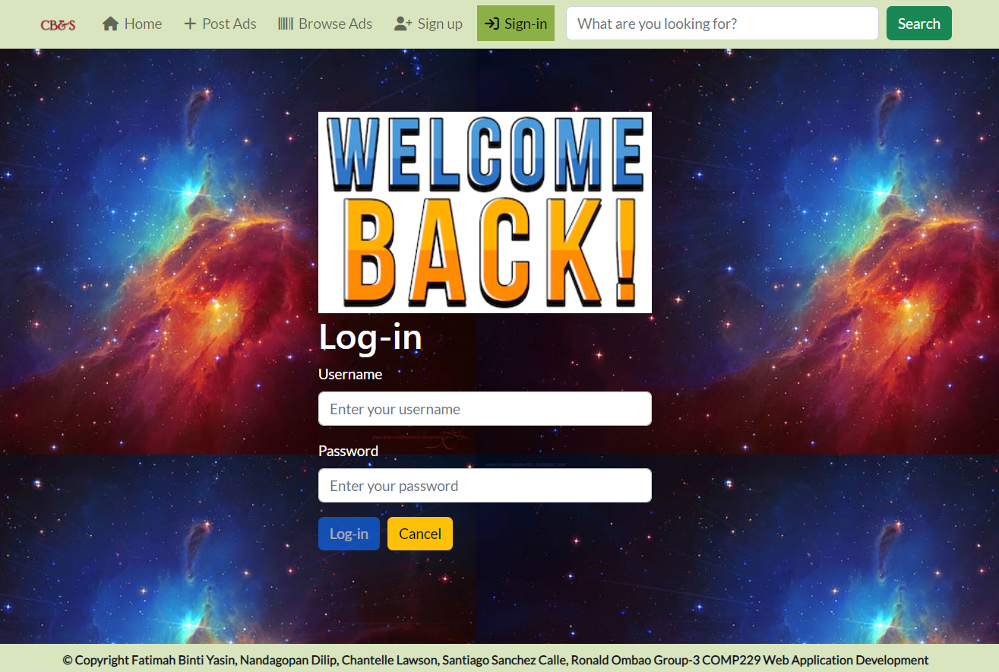 CB&S Home Post Ads Browse Ads Sign up Sign-in What are you looking for? Search
WELCOME
BACK!
Log-in
Username
Enter your username
Password
Enter your password
Log-in Cancel
© Copyright Fatimah Binti Yasin, Nandagopan Dilip, Chantelle Lawson, Santiago Sanchez Calle, Ronald Ombao Group-3 COMP229 Web Application Development